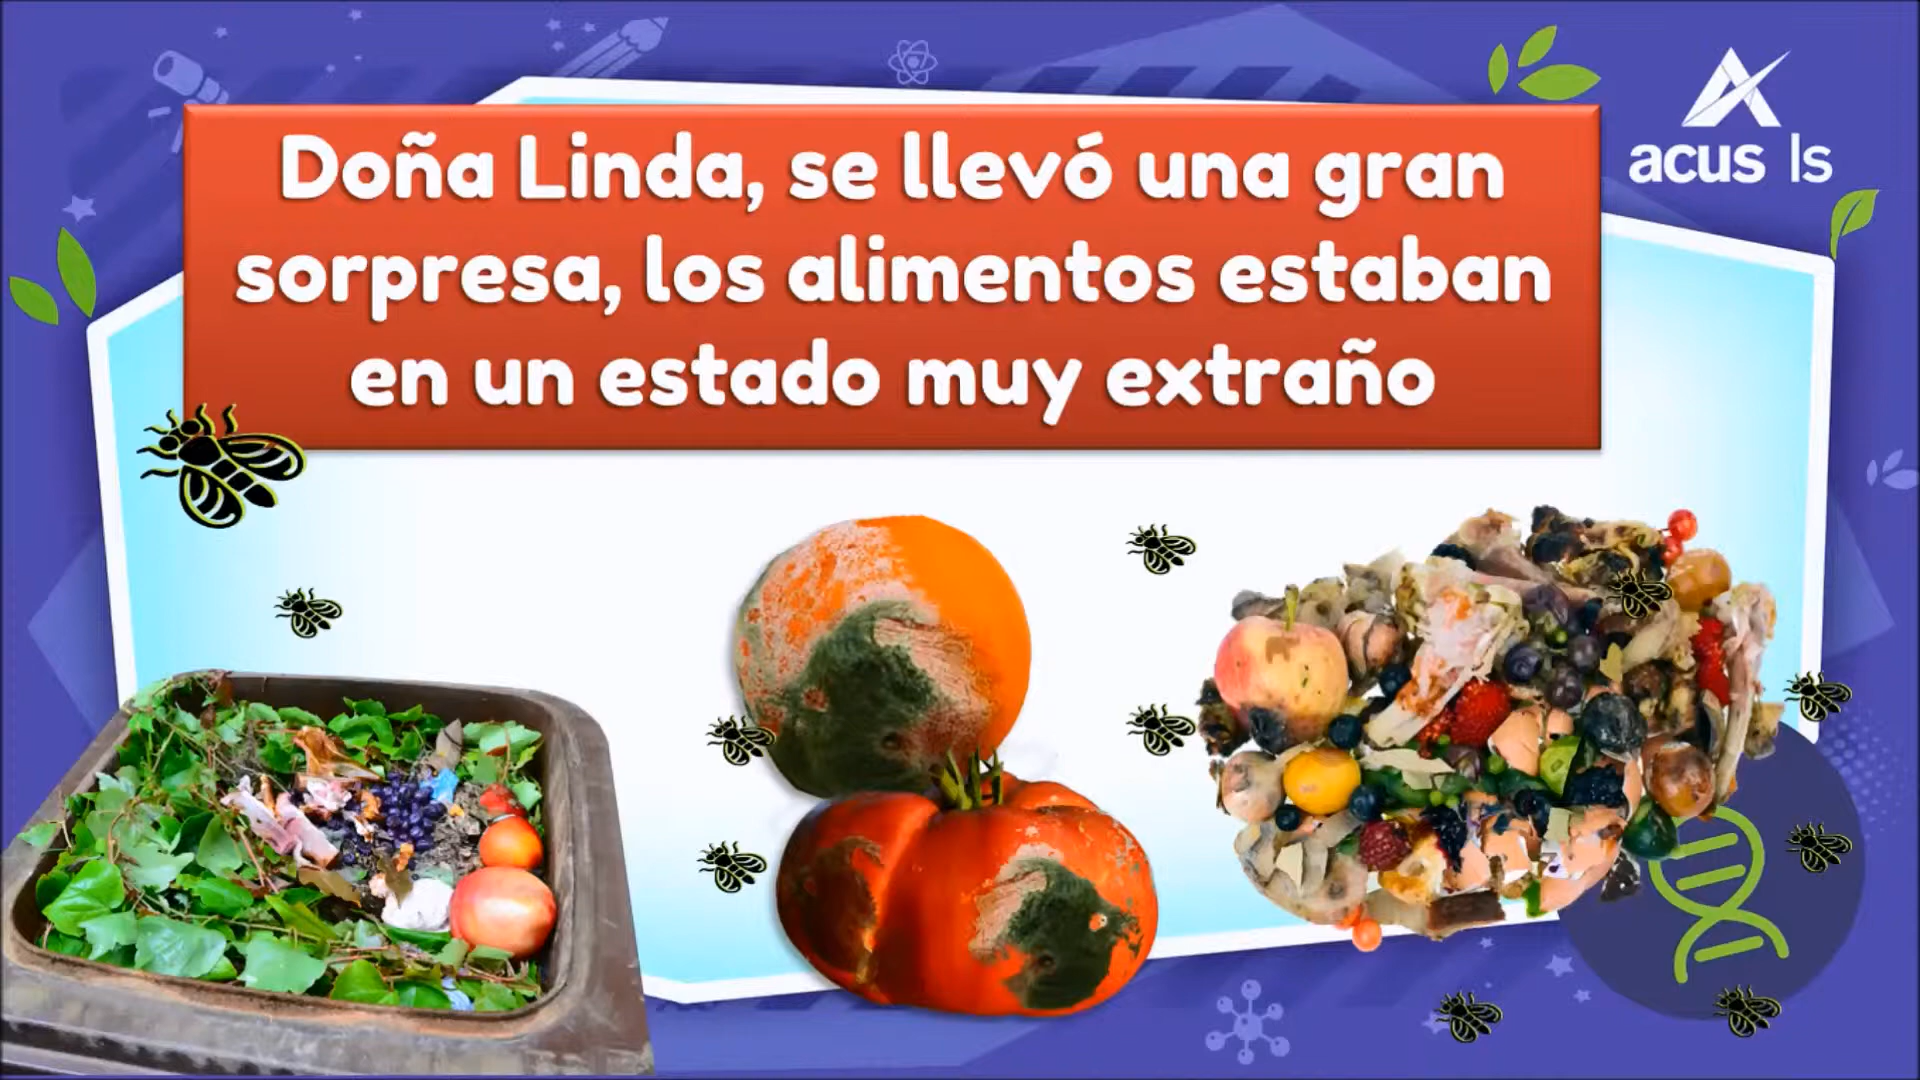 Doña Linda, se llevó una gran
sorpresa, los alimentos estaban
en un estado muy extraño
acus ls